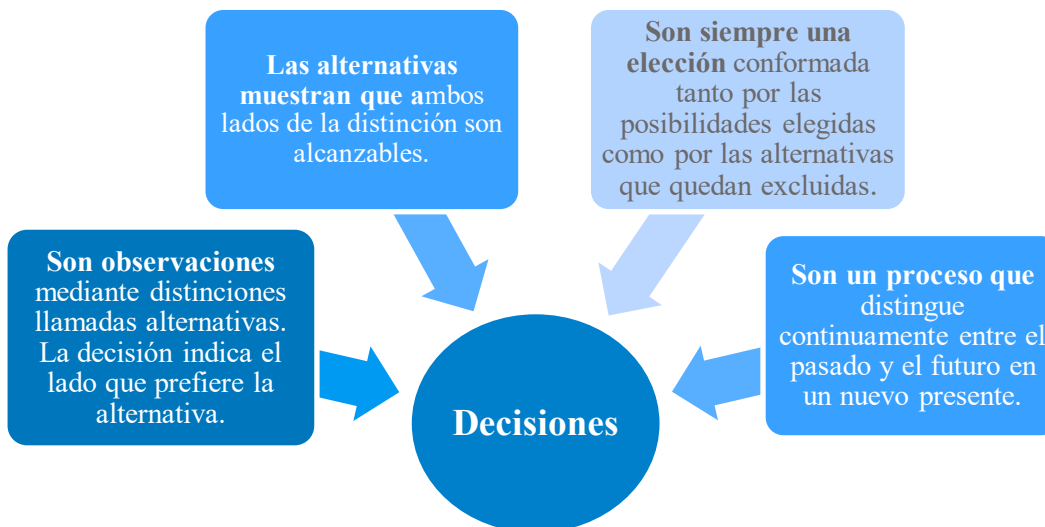 Son observaciones
mediante distinciones
llamadas alternativas.
La decisión indica el
lado que prefiere la
alternativa.
Las alternativas
muestran que ambos
lados de la distinción son
alcanzables.
Son siempre una
elección conformada
tanto por las
posibilidades elegidas
como por las alternativas
que quedan excluidas.
Son un proceso que
distingue
continuamente entre el
pasado y el futuro en
un nuevo presente.
Decisiones